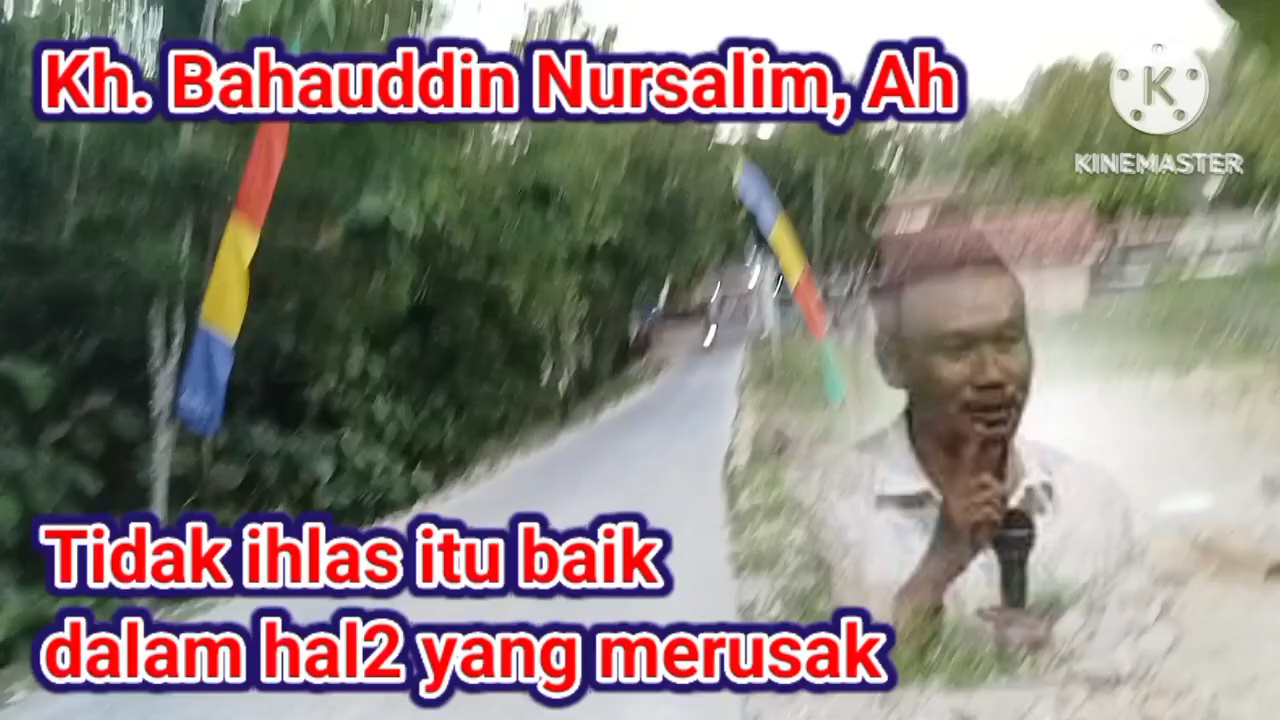 Kh. Bahauddin Nursalim, Ah
K
KINEMASTER
Tidak ihlas itu baik
dalam hal2 yang merusak